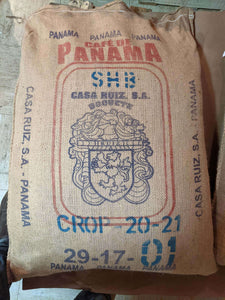 PANAMA PANAMA PANAMA
CAFÉ DE
PANAMA
SHB
CASA RUIZ, S.A.
BOQUETE
CASA RUIZ, S.A. - PANAMA
CASA RUIZ, S.A. - PANAMA
CROP-20-21
29-17-01
PANAMA PANAMA PANAMA